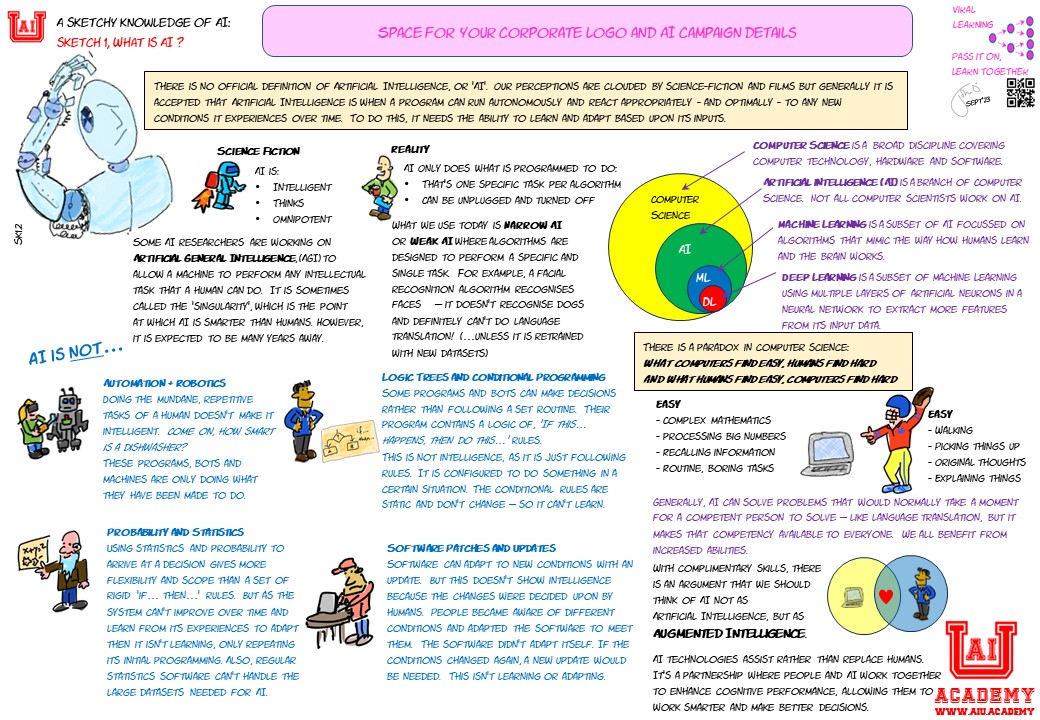 AI
A SKETCHY KNOWLEDGE OF AI:
SKETCH 1, WHAT IS AI ?
SPACE FOR YOUR CORPORATE LOGO AND AI CAMPAIGN DETAILS
VIRAL
LEARNING
PASS IT ON,
LEARN TOGETHER
SEPT'23
THERE IS NO OFFICIAL DEFINITION OF ARTIFICIAL INTELLIGENCE, OR 'AI'. OUR PERCEPTIONS ARE CLOUDED BY SCIENCE-FICTION AND FILMS BUT GENERALLY IT IS
ACCEPTED THAT ARTIFICIAL INTELLIGENCE IS WHEN A PROGRAM CAN RUN AUTONOMOUSLY AND REACT APPROPRIATELY - AND OPTIMALLY - TO ANY NEW
CONDITIONS IT EXPERIENCES OVER TIME. TO DO THIS, IT NEEDS THE ABILITY TO LEARN AND ADAPT BASED UPON ITS INPUTS.
SK1.2
SCIENCE FICTION
AI IS:
• INTELLIGENT
• THINKS
• OMNIPOTENT
SOME AI RESEARCHERS ARE WORKING ON
ARTIFICIAL GENERAL INTELLIGENCE, (AGI) TO
ALLOW A MACHINE TO PERFORM ANY INTELLECTUAL
TASK THAT A HUMAN CAN DO. IT IS SOMETIMES
CALLED THE 'SINGULARITY', WHICH IS THE POINT
AT WHICH AI IS SMARTER THAN HUMANS. HOWEVER,
IT IS EXPECTED TO BE MANY YEARS AWAY.
REALITY
AI ONLY DOES WHAT IS PROGRAMMED TO DO:
• THAT'S ONE SPECIFIC TASK PER ALGORITHM
• CAN BE UNPLUGGED AND TURNED OFF
WHAT WE USE TODAY IS NARROW AI
OR WEAK AI WHERE ALGORITHMS ARE
DESIGNED TO PERFORM A SPECIFIC AND
SINGLE TASK. FOR EXAMPLE, A FACIAL
RECOGNITION ALGORITHM RECOGNISES
FACES – IT DOESN'T RECOGNISE DOGS
AND DEFINITELY CAN'T DO LANGUAGE
TRANSLATION! (...UNLESS IT IS RETRAINED
WITH NEW DATASETS)
COMPUTER
SCIENCE
AI
ML
DL
COMPUTER SCIENCE IS A BROAD DISCIPLINE COVERING
COMPUTER TECHNOLOGY, HARDWARE AND SOFTWARE.
ARTIFICIAL INTELLIGENCE (AI) IS A BRANCH OF COMPUTER
SCIENCE. NOT ALL COMPUTER SCIENTISTS WORK ON AI.
MACHINE LEARNING IS A SUBSET OF AI FOCUSSED ON
ALGORITHMS THAT MIMIC THE WAY HOW HUMANS LEARN
AND THE BRAIN WORKS.
DEEP LEARNING IS A SUBSET OF MACHINE LEARNING
USING MULTIPLE LAYERS OF ARTIFICIAL NEURONS IN A
NEURAL NETWORK TO EXTRACT MORE FEATURES
FROM ITS INPUT DATA.
AI IS NOT...
AUTOMATION + ROBOTICS
DOING THE MUNDANE, REPETITIVE
TASKS OF A HUMAN DOESN'T MAKE IT
INTELLIGENT. COME ON, HOW SMART
IS A DISHWASHER?
THESE PROGRAMS, BOTS AND
MACHINES ARE ONLY DOING WHAT
THEY HAVE BEEN MADE TO DO.
LOGIC TREES AND CONDITIONAL PROGRAMMING
SOME PROGRAMS AND BOTS CAN MAKE DECISIONS
RATHER THAN FOLLOWING A SET ROUTINE. THEIR
PROGRAM CONTAINS A LOGIC OF, 'IF THIS...
HAPPENS, THEN DO THIS...' RULES.
THIS IS NOT INTELLIGENCE, AS IT IS JUST FOLLOWING
RULES. IT IS CONFIGURED TO DO SOMETHING IN A
CERTAIN SITUATION. THE CONDITIONAL RULES ARE
STATIC AND DON'T CHANGE – SO IT CAN'T LEARN.
PROBABILITY AND STATISTICS
USING STATISTICS AND PROBABILITY TO
ARRIVE AT A DECISION GIVES MORE
FLEXIBILITY AND SCOPE THAN A SET OF
RIGID 'IF... THEN...' RULES. BUT AS THE
SYSTEM CAN'T IMPROVE OVER TIME AND
LEARN FROM ITS EXPERIENCES TO ADAPT
THEN IT ISN'T LEARNING, ONLY REPEATING
ITS INITIAL PROGRAMMING. ALSO, REGULAR
STATISTICS SOFTWARE CAN'T HANDLE THE
LARGE DATASETS NEEDED FOR AI.
SOFTWARE PATCHES AND UPDATES
SOFTWARE CAN ADAPT TO NEW CONDITIONS WITH AN
UPDATE. BUT THIS DOESN'T SHOW INTELLIGENCE
BECAUSE THE CHANGES WERE DECIDED UPON BY
HUMANS. PEOPLE BECAME AWARE OF DIFFERENT
CONDITIONS AND ADAPTED THE SOFTWARE TO MEET
THEM. THE SOFTWARE DIDN'T ADAPT ITSELF. IF THE
CONDITIONS CHANGED AGAIN, A NEW UPDATE WOULD
BE NEEDED. THIS ISN'T LEARNING OR ADAPTING.
THERE IS A PARADOX IN COMPUTER SCIENCE:
WHAT COMPUTERS FIND EASY, HUMANS FIND HARD
AND WHAT HUMANS FIND EASY, COMPUTERS FIND HARD
EASY
- COMPLEX MATHEMATICS
- PROCESSING BIG NUMBERS
- RECALLING INFORMATION
- ROUTINE, BORING TASKS
EASY
- WALKING
- PICKING THINGS UP
- ORIGINAL THOUGHTS
- EXPLAINING THINGS
GENERALLY, AI CAN SOLVE PROBLEMS THAT WOULD NORMALLY TAKE A MOMENT
FOR A COMPETENT PERSON TO SOLVE – LIKE LANGUAGE TRANSLATION, BUT IT
MAKES THAT COMPETENCY AVAILABLE TO EVERYONE. WE ALL BENEFIT FROM
INCREASED ABILITIES.
WITH COMPLIMENTARY SKILLS, THERE
IS AN ARGUMENT THAT WE SHOULD
THINK OF AI NOT AS
ARTIFICIAL INTELLIGENCE, BUT AS
AUGMENTED INTELLIGENCE.
AI TECHNOLOGIES ASSIST RATHER THAN REPLACE HUMANS.
IT'S A PARTNERSHIP WHERE PEOPLE AND AI WORK TOGETHER
TO ENHANCE COGNITIVE PERFORMANCE, ALLOWING THEM TO
WORK SMARTER AND MAKE BETTER DECISIONS.
AI
ACADEMY
WWW.AIU.ACADEMY